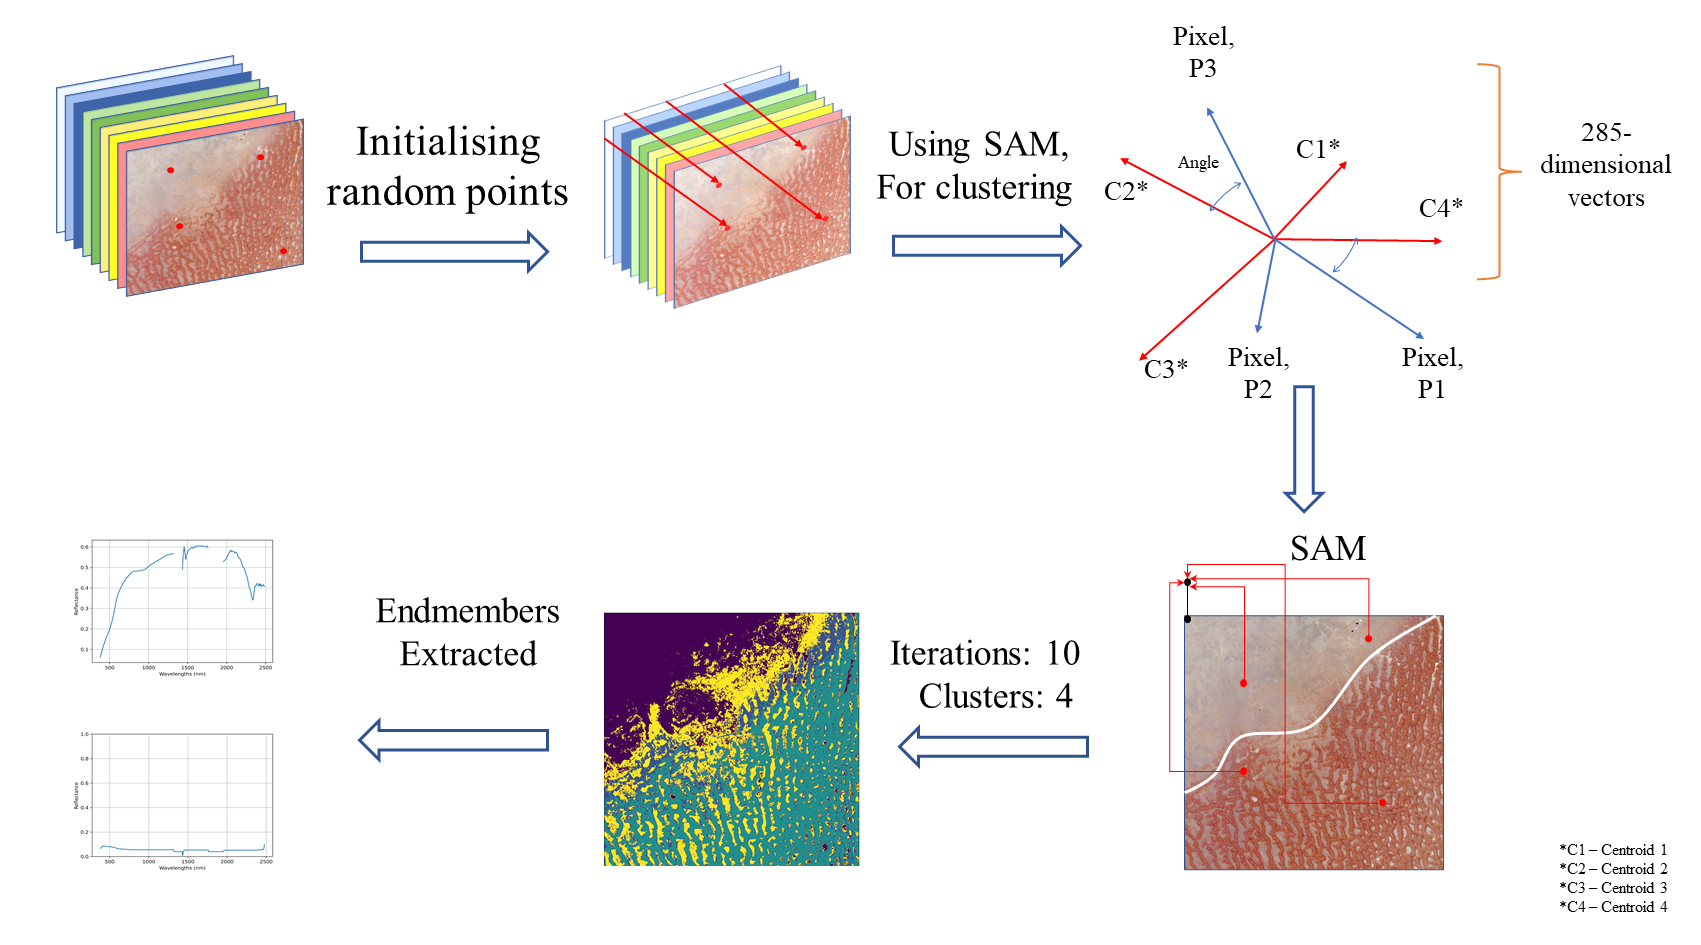 Initialising
random points
Using SAM,
For clustering
Pixel,
P3
Angle
C1*
C2*
C4*
C3*
Pixel,
P2
Pixel,
P1
285-
dimensional
vectors
SAM
Iterations: 10
Clusters: 4
Endmembers
Extracted
0.6
0.5
0.4
0.3
0.2
0.1
Reflectance
500
1000
1500
2000
2500
Wavelengths (nm)
1.0
0.8
0.6
0.4
0.2
0.0
Reflectance
500
1000
1500
2000
2500
Wavelengths (nm)
*C1 – Centroid 1
*C2 – Centroid 2
*C3 – Centroid 3
*C4 – Centroid 4